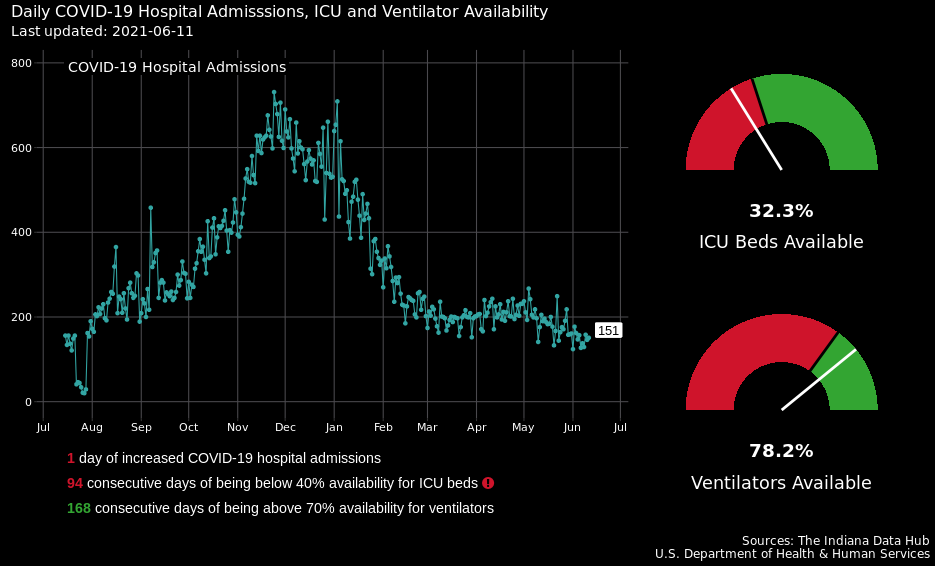 Daily COVID-19 Hospital Admisssions, ICU and Ventilator Availability
Last updated: 2021-06-11
COVID-19 Hospital Admissions
800
600
400
200
0
151
Jul Aug Sep Oct Nov Dec Jan Feb Mar Apr May Jun Jul
32.3%
ICU Beds Available
78.2%
Ventilators Available
1 day of increased COVID-19 hospital admissions
94 consecutive days of being below 40% availability for ICU beds !
168 consecutive days of being above 70% availability for ventilators
Sources: The Indiana Data Hub
U.S. Department of Health & Human Services